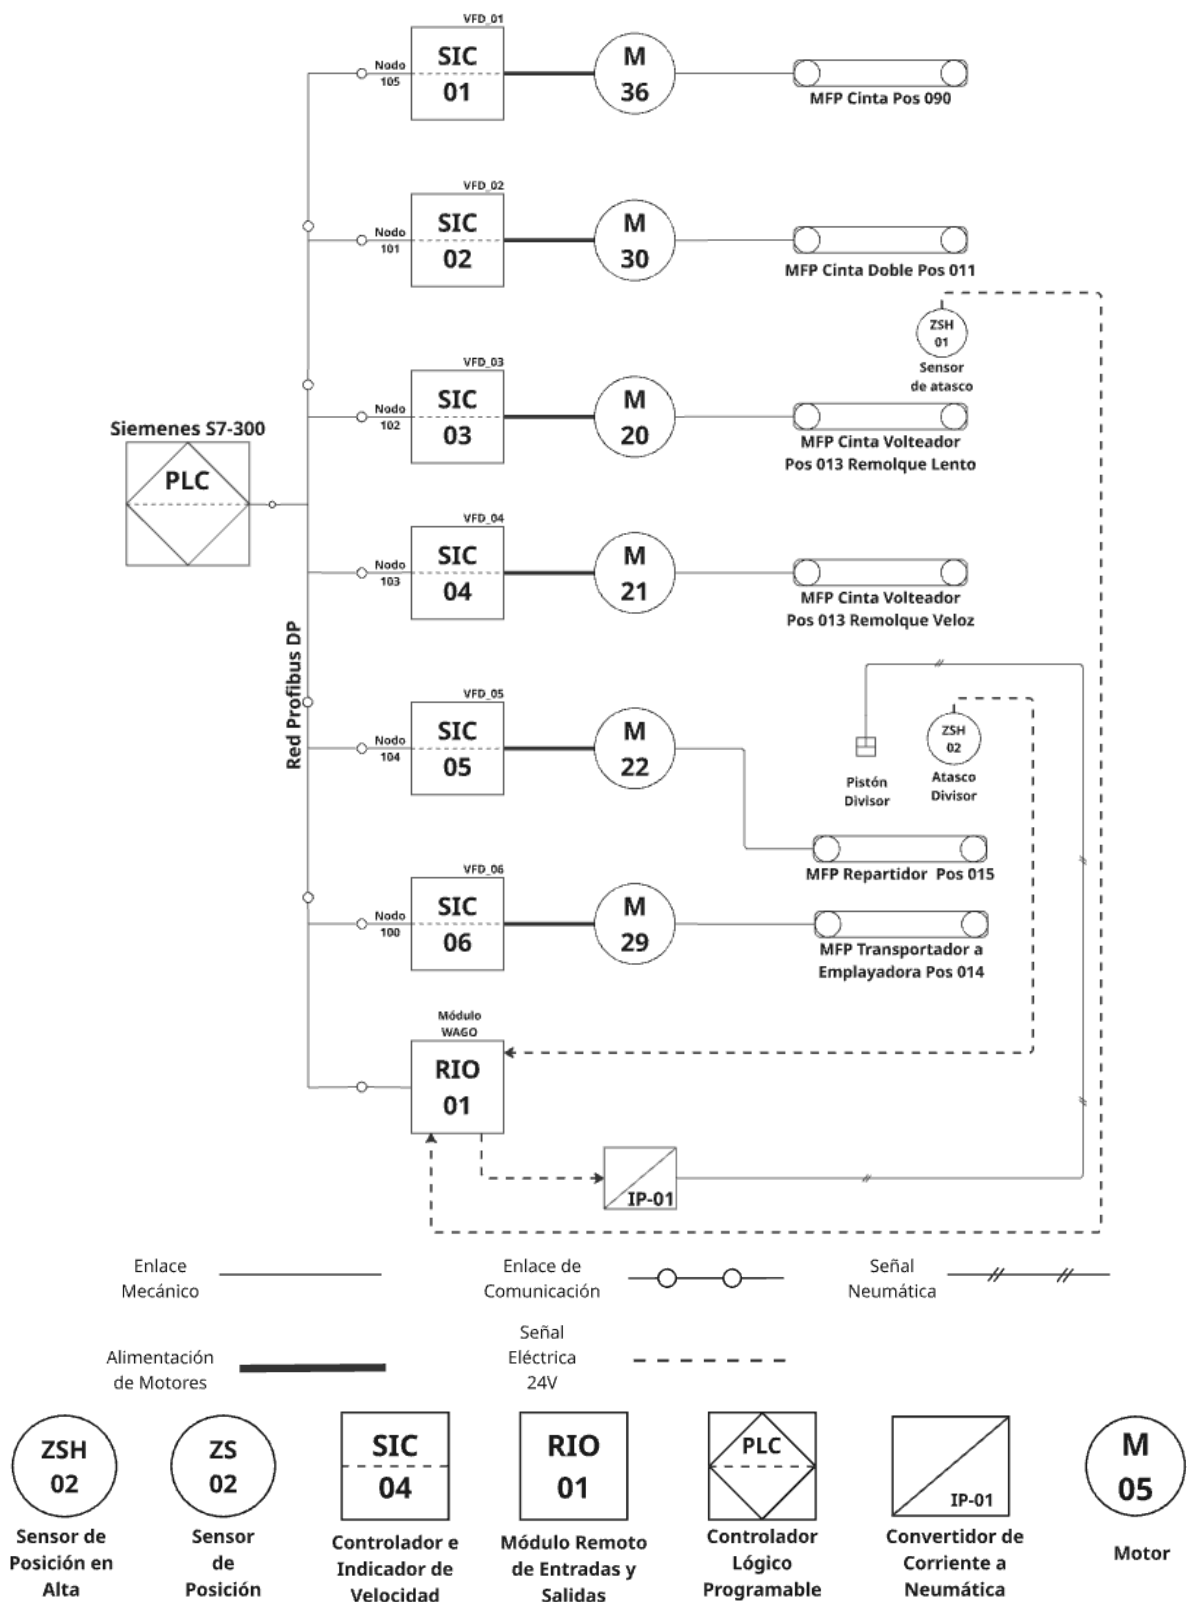 VFD_01
SIC
01
Nodo
105
M
36
MFP Cinta Pos 090
VFD_02
SIC
02
Nodo
101
M
30
MFP Cinta Doble Pos 011
ZSH
01
Sensor
de atasco
VFD_03
SIC
03
Nodo
102
M
20
MFP Cinta Volteador
Pos 013 Remolque Lento
Siemenes S7-300
PLC
VFD_04
SIC
04
Nodo
103
M
21
MFP Cinta Volteador
Pos 013 Remolque Veloz
Red Profibus DP
VFD_05
SIC
05
Nodo
104
M
22
ZSH
02
Pistón
Divisor
Atasco
Divisor
MFP Repartidor Pos 015
VFD_06
SIC
06
Nodo
100
M
29
MFP Transportador a
Emplayadora Pos 014
Módulo
WAGO
RIO
01
IP-01
Enlace
Mecánico
Enlace de
Comunicación
Señal
Neumática
Alimentación
de Motores
Señal
Eléctrica
24V
ZSH
02
Sensor de
Posición en
Alta
ZS
02
Sensor
de
Posición
SIC
04
Controlador e
Indicador de
Velocidad
RIO
01
Módulo Remoto
de Entradas y
Salidas
PLC
Controlador
Lógico
Programable
IP-01
Convertidor de
Corriente a
Neumática
M
05
Motor